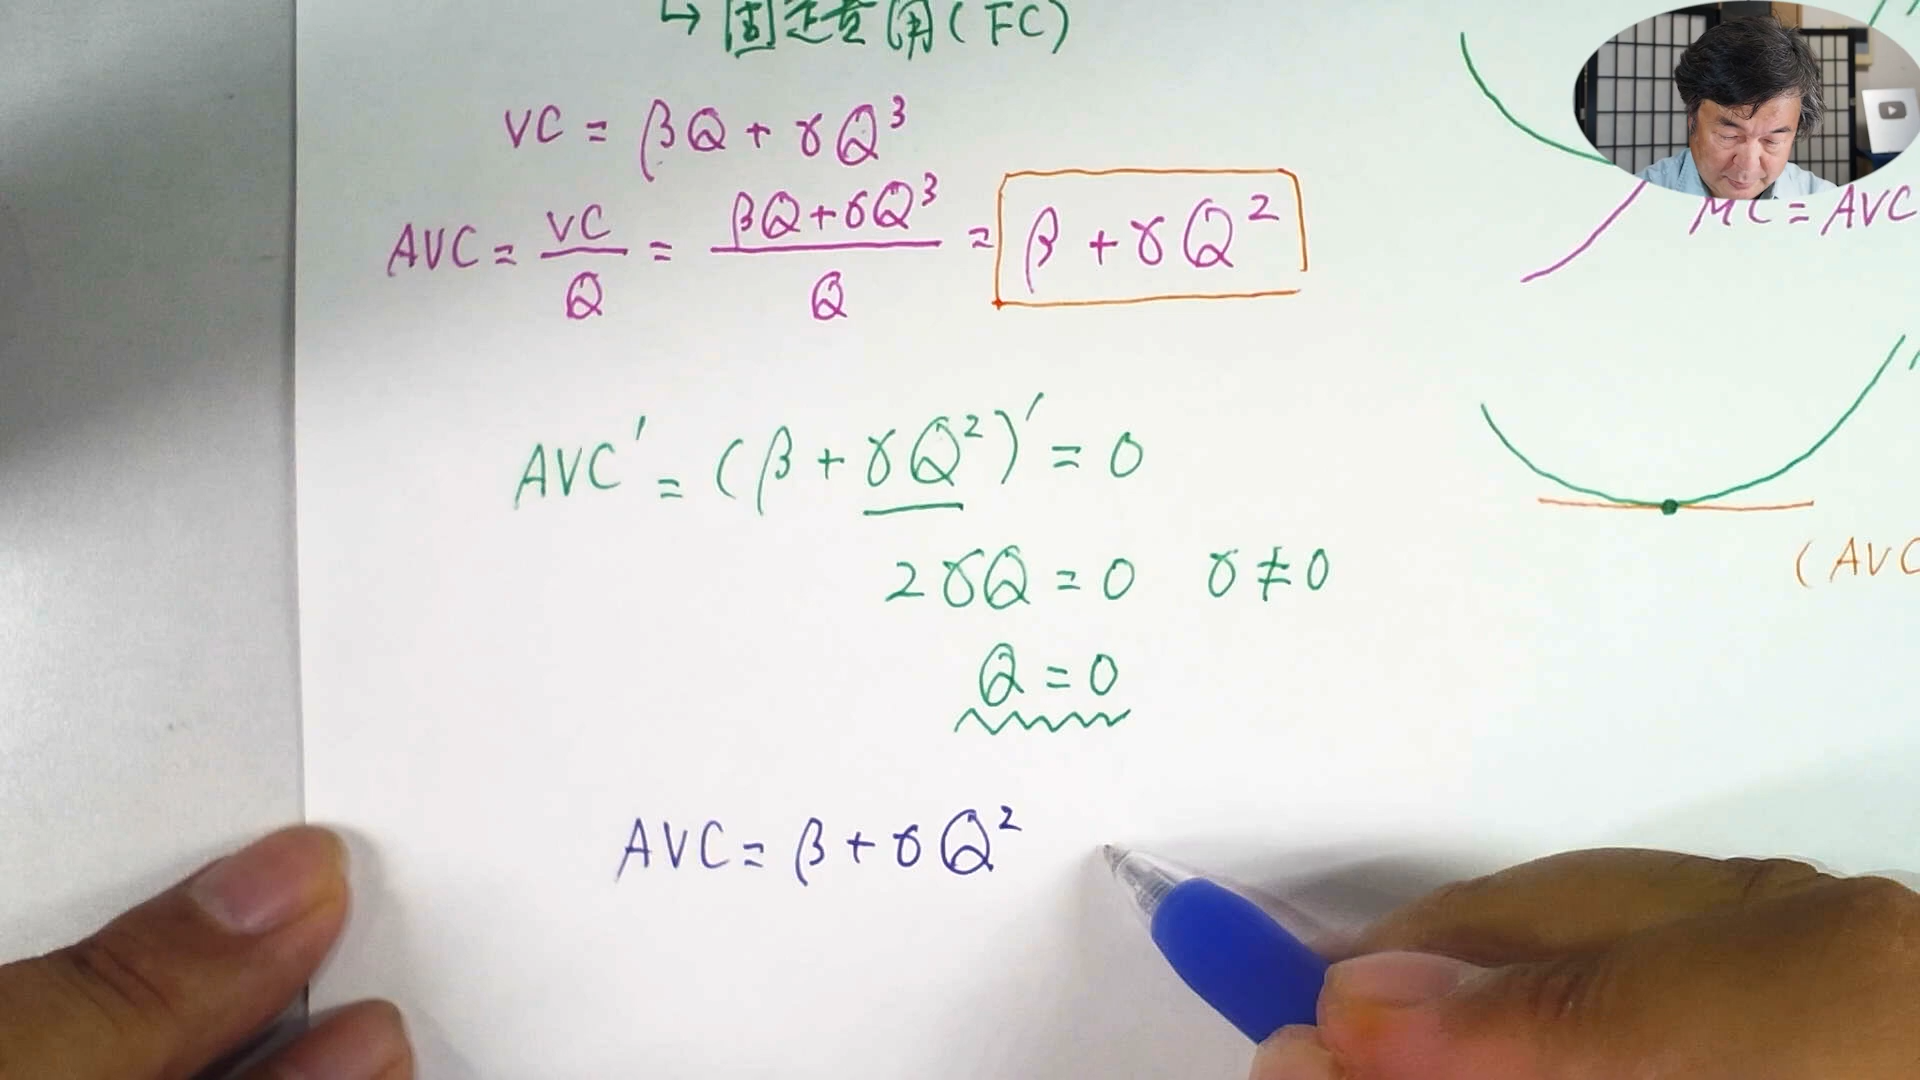 ↳ 固定費用(FC)
VC = βQ + γQ³
AVC = VC/Q = (βQ+γQ³)/Q = β + γQ²
MC = AVC
AVC' = (β + γQ²)' = 0
2γQ = 0 γ ≠ 0
(AVC
Q = 0
AVC = β + γQ²